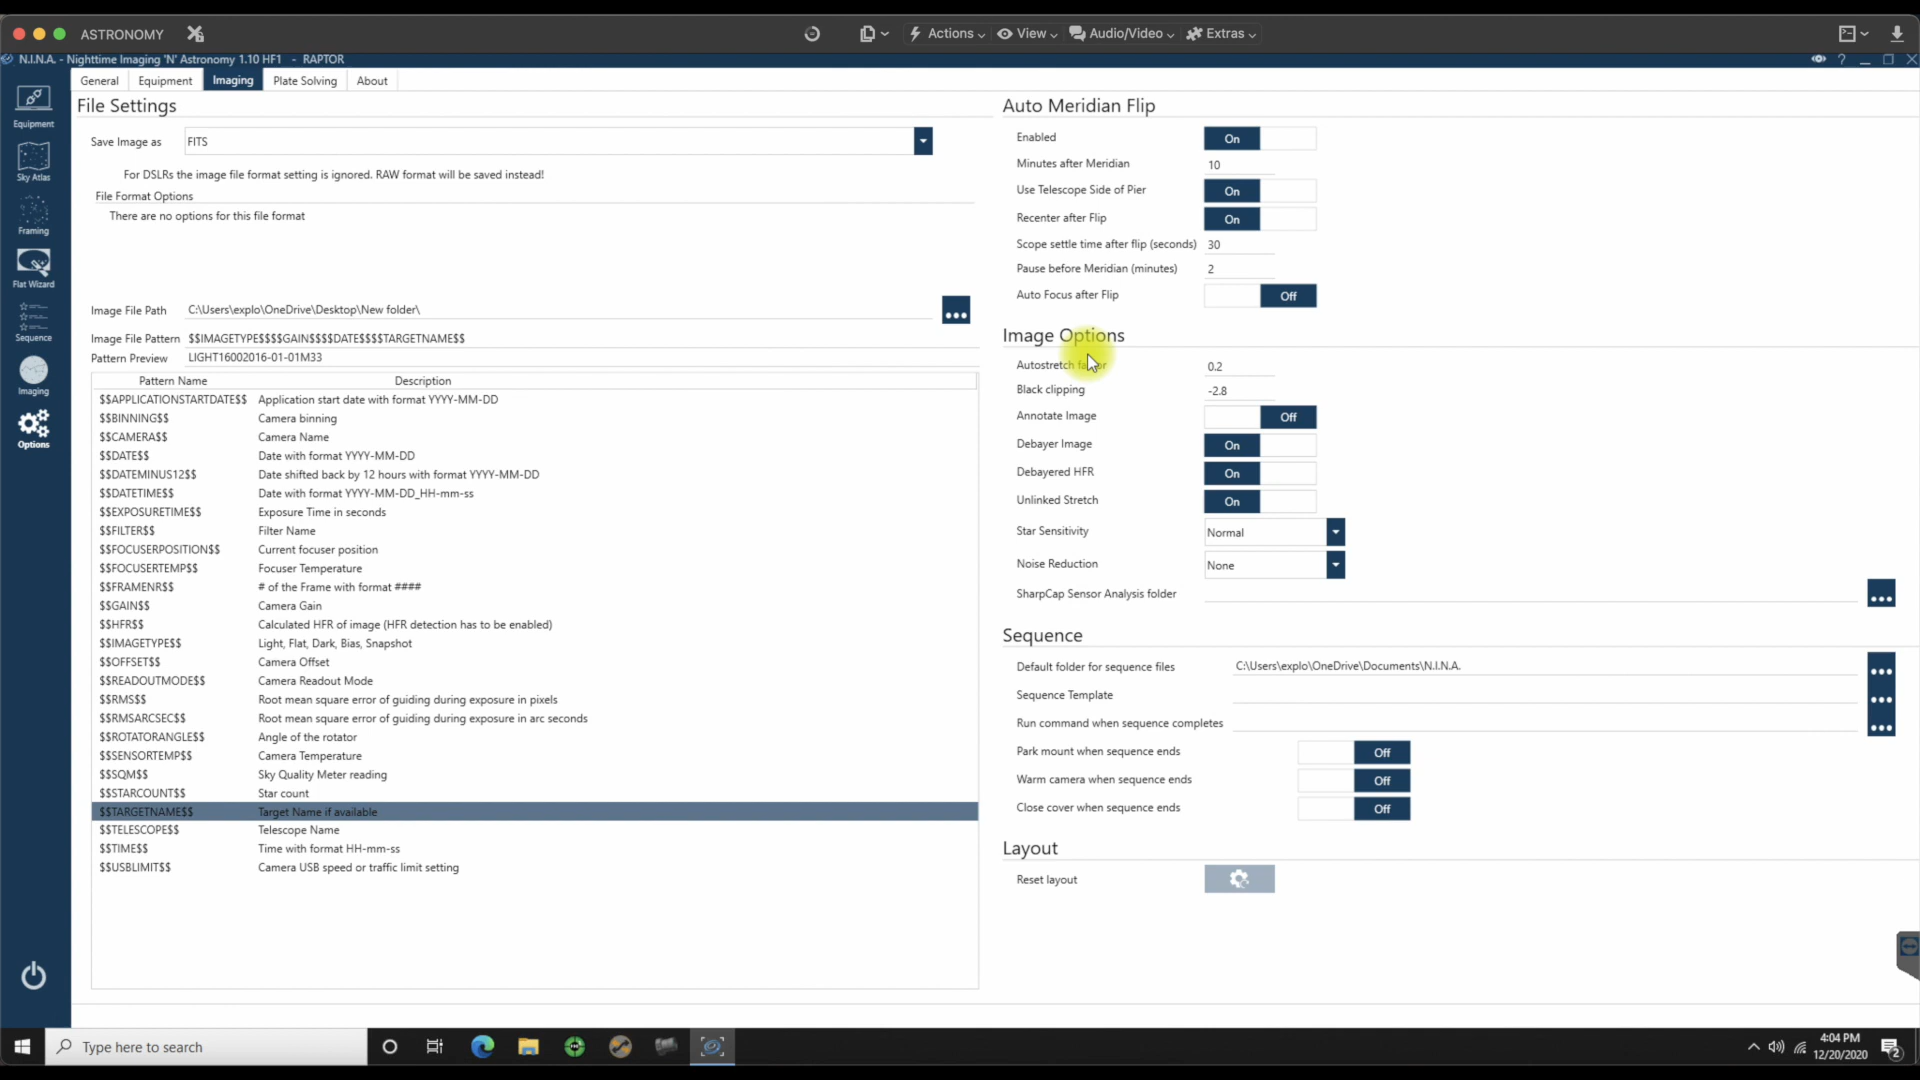 ASTRONOMY
Actions
View
Audio/Video
Extras
N.I.N.A. - Nighttime Imaging 'N' Astronomy 1.10 HF1 - RAPTOR
General
Equipment
Imaging
Plate Solving
About
Equipment
Sky Atlas
Framing
Flat Wizard
Sequence
Imaging
Options
File Settings
Save Image as
FITS
For DSLRs the image file format setting is ignored. RAW format will be saved instead!
File Format Options
There are no options for this file format
Image File Path C:\Users\explo\OneDrive\Desktop\New folder\
Image File Pattern $$IMAGETYPE$$$$GAIN$$$$DATE$$$$TARGETNAME$$
Pattern Preview LIGHT16002016-01-01M33
Pattern Name Description
$$APPLICATIONSTARTDATE$$ Application start date with format YYYY-MM-DD
$$BINNING$$ Camera binning
$$CAMERA$$ Camera Name
$$DATE$$ Date with format YYYY-MM-DD
$$DATEMINUS12$$ Date shifted back by 12 hours with format YYYY-MM-DD
$$DATETIME$$ Date with format YYYY-MM-DD_HH-mm-ss
$$EXPOSURETIME$$ Exposure Time in seconds
$$FILTER$$ Filter Name
$$FOCUSERPOSITION$$ Current focuser position
$$FOCUSERTEMP$$ Focuser Temperature
$$FRAMENR$$ # of the Frame with format ####
$$GAIN$$ Camera Gain
$$HFR$$ Calculated HFR of image (HFR detection has to be enabled)
$$IMAGETYPE$$ Light, Flat, Dark, Bias, Snapshot
$$OFFSET$$ Camera Offset
$$READOUTMODE$$ Camera Readout Mode
$$RMS$$ Root mean square error of guiding during exposure in pixels
$$RMSARCSEC$$ Root mean square error of guiding during exposure in arc seconds
$$ROTATORANGLE$$ Angle of the rotator
$$SENSORTEMP$$ Camera Temperature
$$SQM$$ Sky Quality Meter reading
$$STARCOUNT$$ Star count
$$TARGETNAME$$ Target Name if available
$$TELESCOPE$$ Telescope Name
$$TIME$$ Time with format HH-mm-ss
$$USBLIMIT$$ Camera USB speed or traffic limit setting
Auto Meridian Flip
Enabled On
Minutes after Meridian 10
Use Telescope Side of Pier On
Recenter after Flip On
Scope settle time after flip (seconds) 30
Pause before Meridian (minutes) 2
Auto Focus after Flip Off
Image Options
Autostretch factor 0.2
Black clipping -2.8
Annotate Image Off
Debayer Image On
Debayered HFR On
Unlinked Stretch On
Star Sensitivity Normal
Noise Reduction None
SharpCap Sensor Analysis folder
Sequence
Default folder for sequence files C:\Users\explo\OneDrive\Documents\N.I.N.A.
Sequence Template
Run command when sequence completes
Park mount when sequence ends Off
Warm camera when sequence ends Off
Close cover when sequence ends Off
Layout
Reset layout
Type here to search
4:04 PM
12/20/2020
2